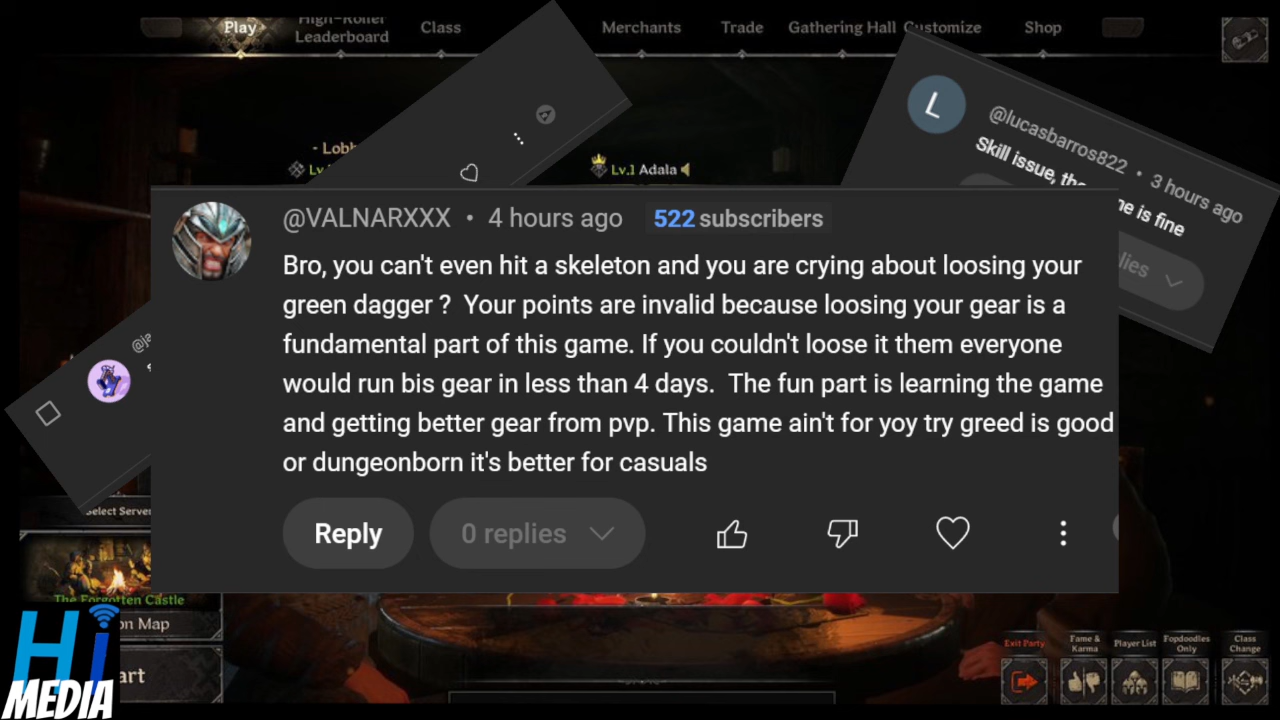 Play
High-Roller
Leaderboard
Class
Merchants
Trade
Gathering Hall
Customize
Shop
Lv.1 Adala
L
@lucasbarros822 • 3 hours ago
Skill issue, is fine
@VALNARXXX • 4 hours ago 522 subscribers
Bro, you can't even hit a skeleton and you are crying about loosing your
green dagger ? Your points are invalid because loosing your gear is a
fundamental part of this game. If you couldn't loose it them everyone
would run bis gear in less than 4 days. The fun part is learning the game
and getting better gear from pvp. This game ain't for yoy try greed is good
or dungeonborn it's better for casuals
Reply
0 replies
The Forgotten Castle
Map
Hi
MEDIA
Exit Party
Fame &
Karma
Player List
Fopdoodles
Only
Class
Change